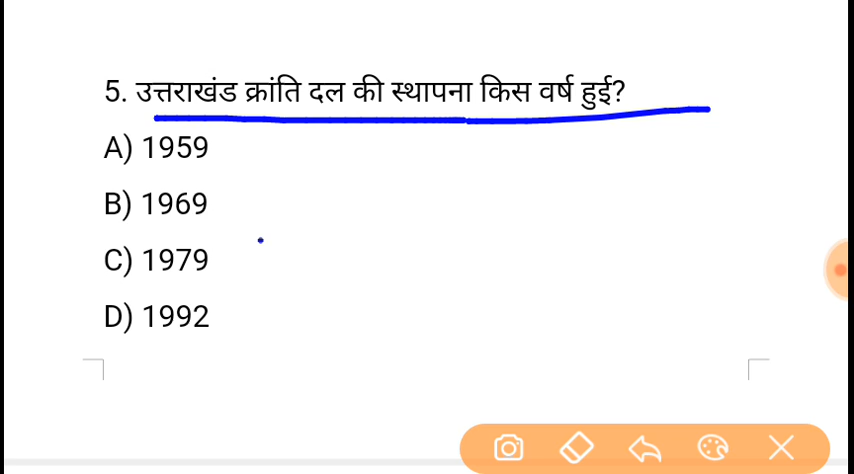 5. उत्तराखंड क्रांति दल की स्थापना किस वर्ष हुई?
A) 1959
B) 1969
C) 1979
D) 1992